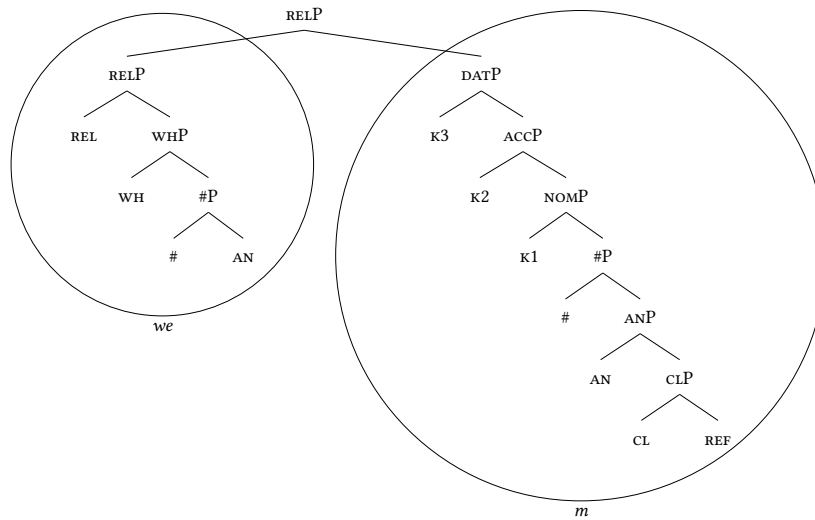 RELP
RELP DATP
REL WHP K3 ACCP
WH #P K2 NOMP
# AN K1 #P
we # ANP
AN CLP
CL REF
m